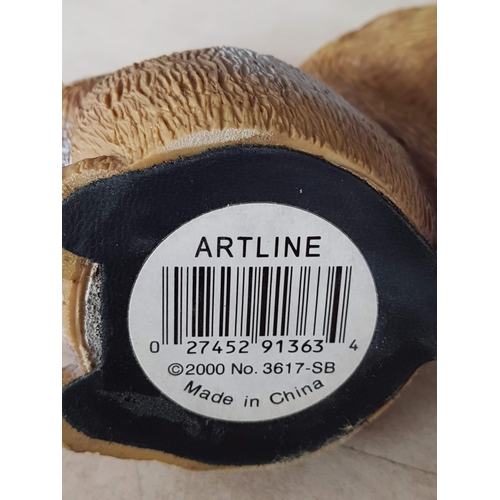 ARTLINE
0 27452 91363 4
©2000 No. 3617-SB
Made in China